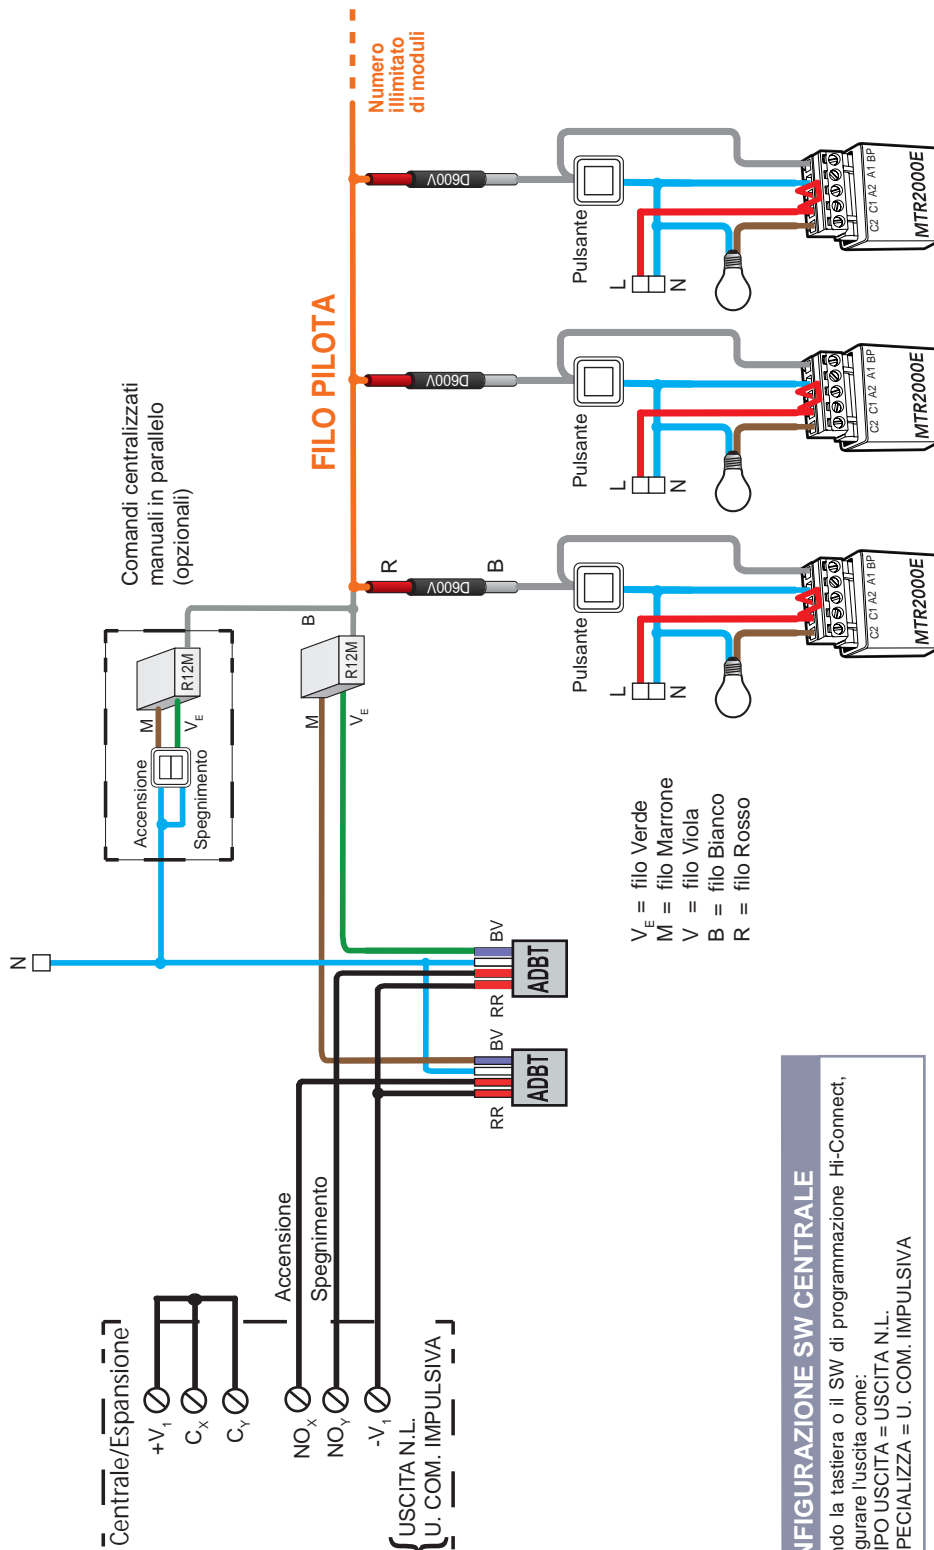 Centrale/Espansione
+V1
CX
CY
NOX
NOY
-V1
USCITA N.L.
U. COM. IMPULSIVA
Accensione
Spegnimento
N
Accensione
Spegnimento
M
VE
R12M
Comandi centralizzati
manuali in parallelo
(opzionali)
B
M
VE
R12M
FILO PILOTA
Numero
illimitato
di moduli
RR
BV
ADBT
RR
BV
ADBT
R
D600V
B
D600V
D600V
Pulsante
L
N
C2 C1 A2 A1 BP
MTR2000E
Pulsante
L
N
C2 C1 A2 A1 BP
MTR2000E
Pulsante
L
N
C2 C1 A2 A1 BP
MTR2000E
VE = filo Verde
M = filo Marrone
V = filo Viola
B = filo Bianco
R = filo Rosso
NFIGURAZIONE SW CENTRALE
ndo la tastiera o il SW di programmazione Hi-Connect,
gurare l'uscita come:
IPO USCITA = USCITA N.L.
PECIALIZZA = U. COM. IMPULSIVA